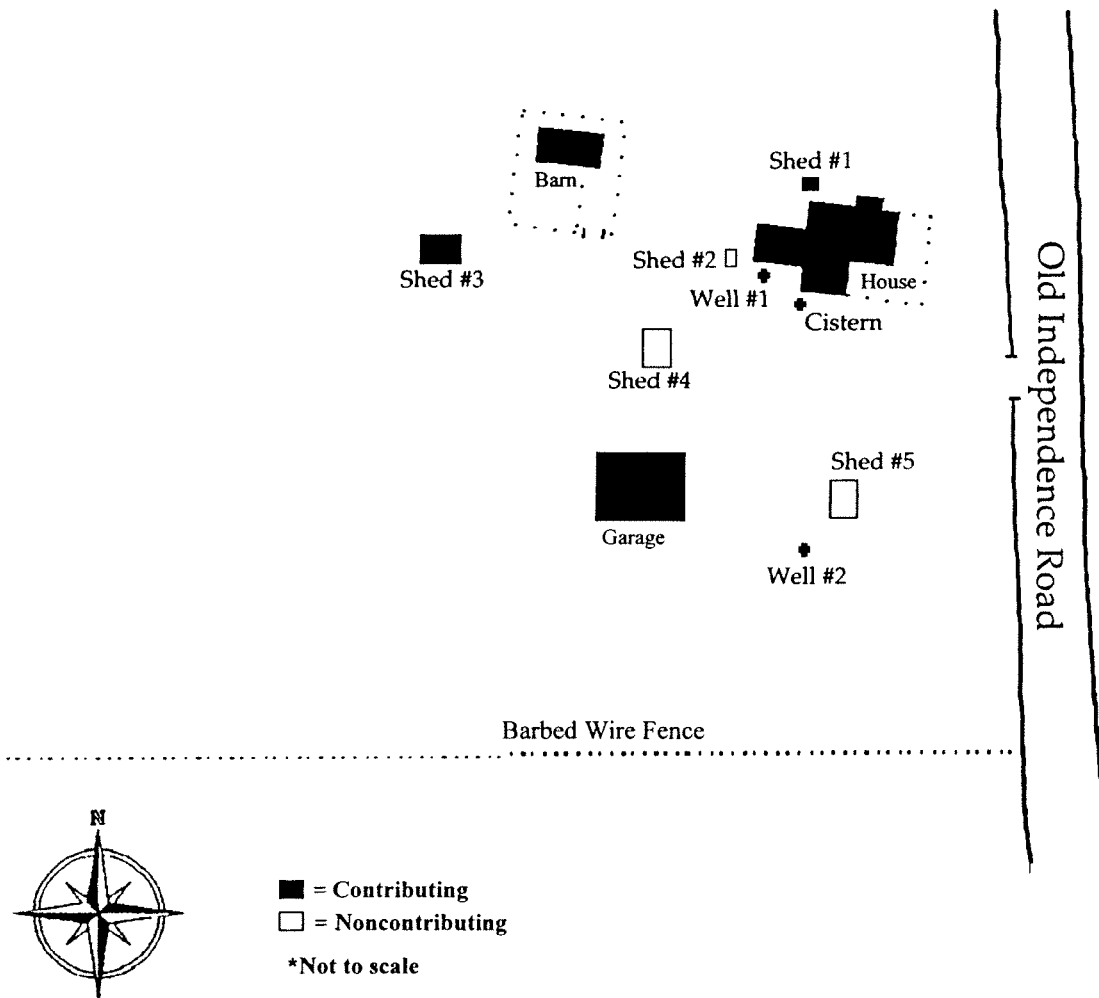 Shed #1
Barn
Shed #2
House
Shed #3
Well #1
Cistern
Shed #4
Old Independence Road
Shed #5
Garage
Well #2
Barbed Wire Fence
N
= Contributing
= Noncontributing
*Not to scale